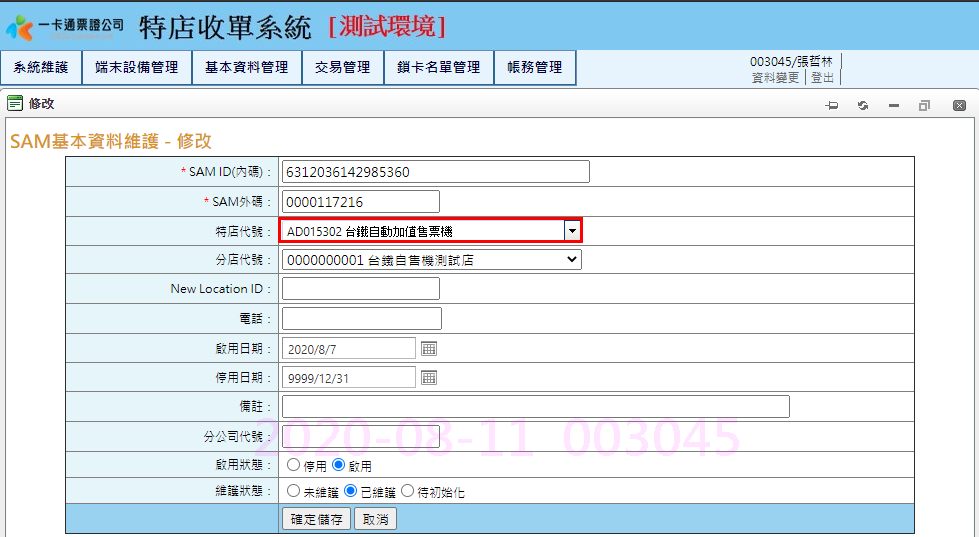 一卡通票證公司 特店收單系統 [測試環境]
系統維護 端末設備管理 基本資料管理 交易管理 鎖卡名單管理 帳務管理
003045/張哲林
資料變更 登出
修改
SAM基本資料維護 - 修改
* SAM ID(內碼)： 6312036142985360
* SAM外碼： 0000117216
特店代號： AD015302 台鐵自動加值售票機
分店代號： 0000000001 台鐵自售機測試店
New Location ID：
電話：
啟用日期： 2020/8/7
停用日期： 9999/12/31
備註：
分公司代號：
2020-08-11 003045
啟用狀態： 停用 啟用
維護狀態： 未維護 已維護 待初始化
確定儲存 取消